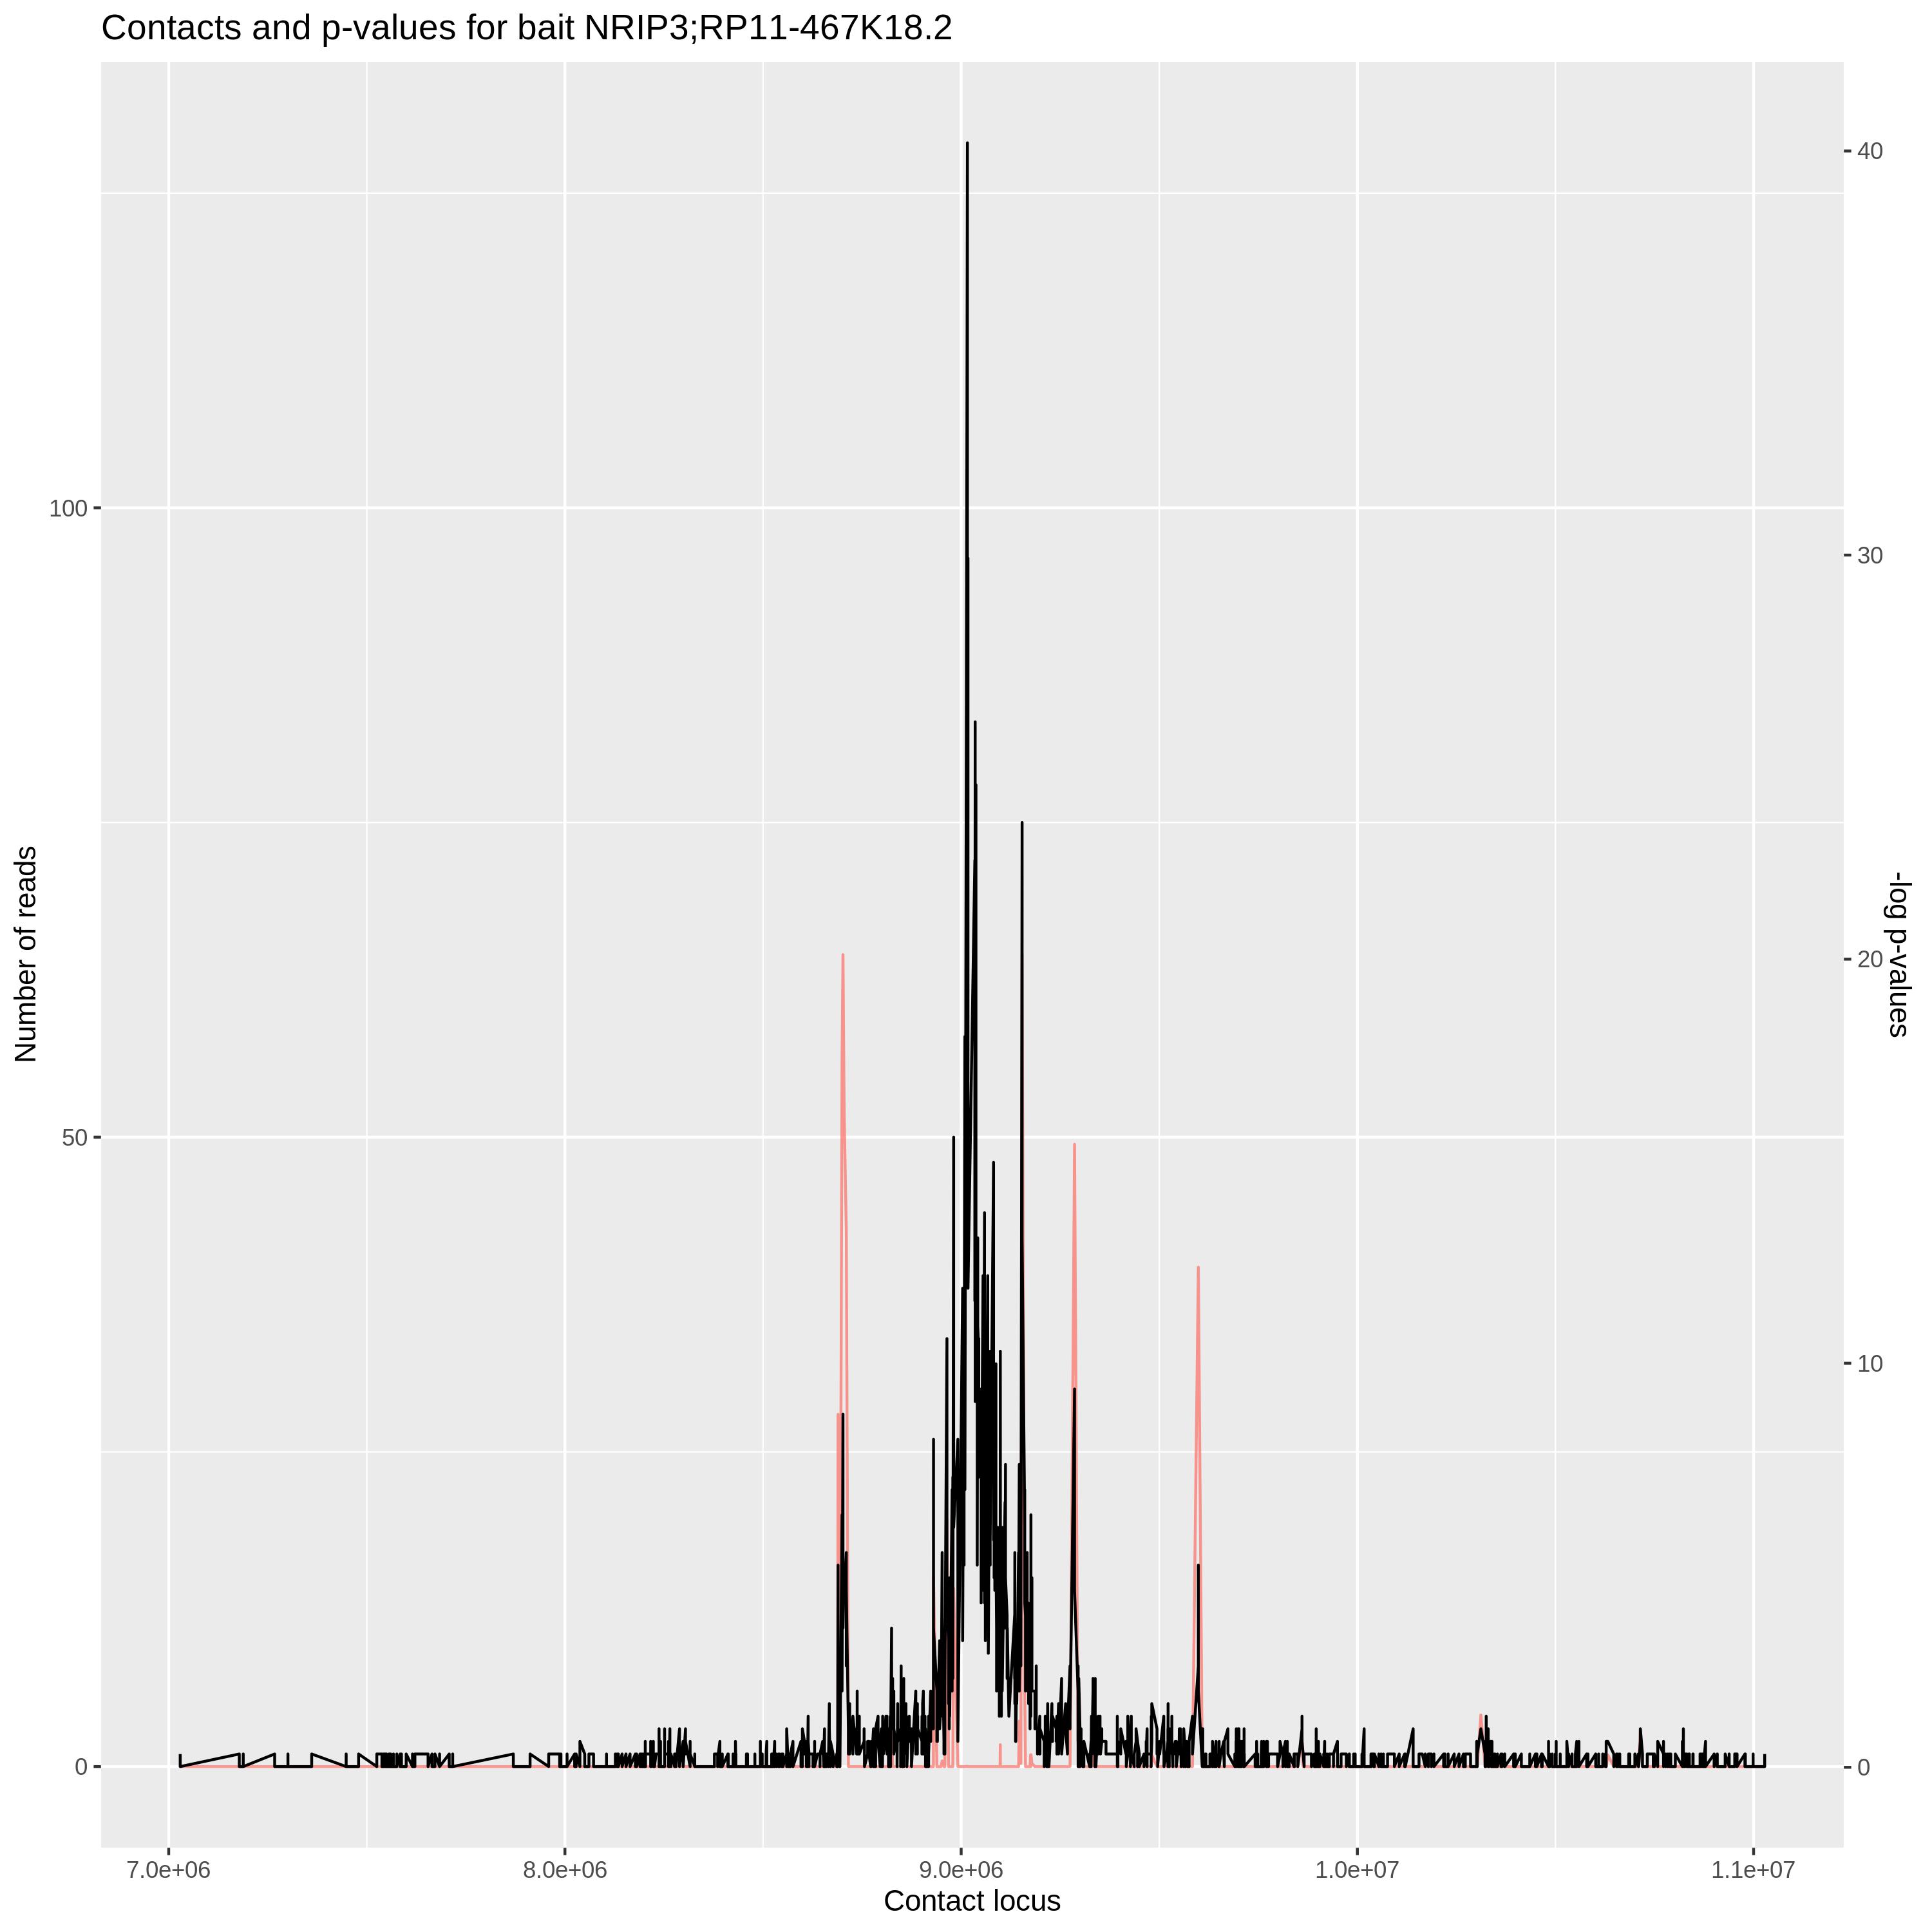 Contacts and p-values for bait NRIP3;RP11-467K18.2
40
100
30
Number of reads
-log p-values
20
50
10
0
0
7.0e+06
8.0e+06
9.0e+06
1.0e+07
1.1e+07
Contact locus